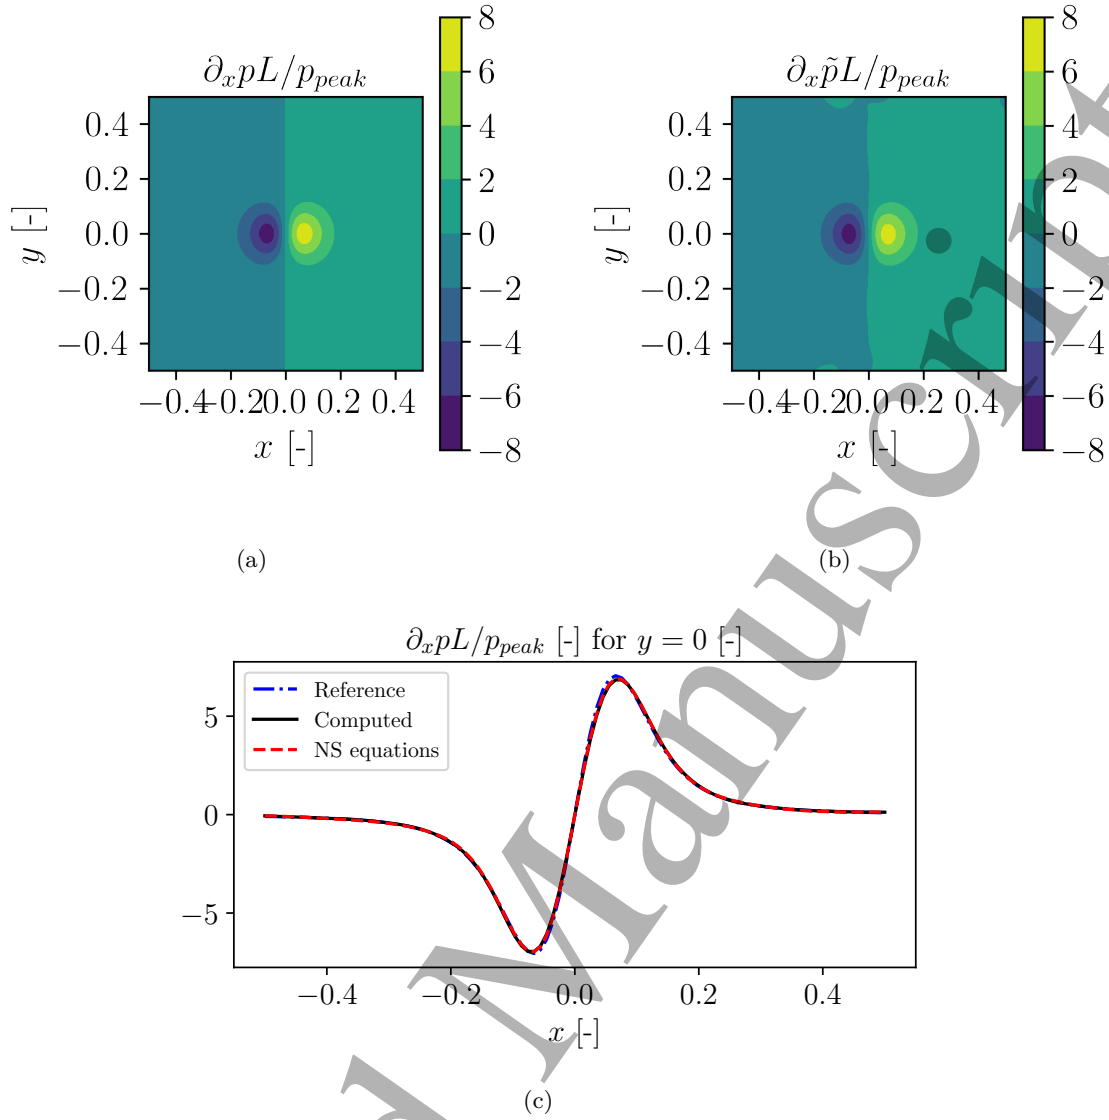 ∂ₓpL/p_peak
∂ₓp̃L/p_peak
8
6
4
2
0
−2
−4
−6
−8
8
6
4
2
0
−2
−4
−6
−8
0.4
0.2
0.0
−0.2
−0.4
y [-]
−0.4 −0.2 0.0 0.2 0.4
x [-]
0.4
0.2
0.0
−0.2
−0.4
y [-]
−0.4 −0.2 0.0 0.2 0.4
x [-]
(a)
(b)
∂ₓpL/p_peak [-] for y = 0 [-]
Reference
Computed
NS equations
5
0
−5
−0.4 −0.2 0.0 0.2 0.4
x [-]
(c)
d Manuscript